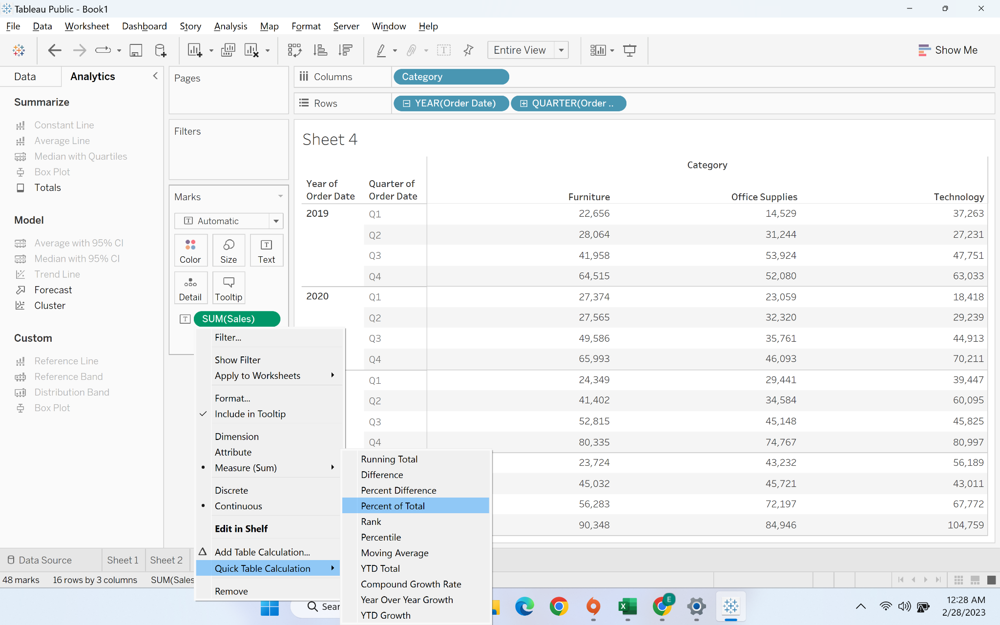 Tableau Public - Book1
File Data Worksheet Dashboard Story Analysis Map Format Server Window Help
Entire View
Show Me
Data Analytics
Summarize
Constant Line
Average Line
Median with Quartiles
Box Plot
Totals
Model
Average with 95% CI
Median with 95% CI
Trend Line
Forecast
Cluster
Custom
Reference Line
Reference Band
Distribution Band
Box Plot
Pages
Filters
Marks
Automatic
Color Size Text
Detail Tooltip
SUM(Sales)
Columns Category
Rows YEAR(Order Date) QUARTER(Order ..
Sheet 4
Category
Year of Order Date
Quarter of Order Date
Furniture Office Supplies Technology
2019 Q1 22,656 14,529 37,263
Q2 28,064 31,244 27,231
Q3 41,958 53,924 47,751
Q4 64,515 52,080 63,033
2020 Q1 27,374 23,059 18,418
Q2 27,565 32,320 29,239
Q3 49,586 35,761 44,913
Q4 65,993 46,093 70,211
Q1 24,349 29,441 39,447
Q2 41,402 34,584 60,095
Q3 52,815 45,148 45,825
Q4 80,335 74,767 80,997
23,724 43,232 56,189
45,032 45,721 43,011
56,283 72,197 67,772
90,348 84,946 104,759
Filter...
Show Filter
Apply to Worksheets
Format...
Include in Tooltip
Dimension
Attribute
Measure (Sum)
Discrete
Continuous
Edit in Shelf
Add Table Calculation...
Quick Table Calculation
Remove
Running Total
Difference
Percent Difference
Percent of Total
Rank
Percentile
Moving Average
YTD Total
Compound Growth Rate
Year Over Year Growth
YTD Growth
Data Source Sheet 1 Sheet 2
48 marks 16 rows by 3 columns SUM(Sales
Sear
E
12:28 AM
2/28/2023